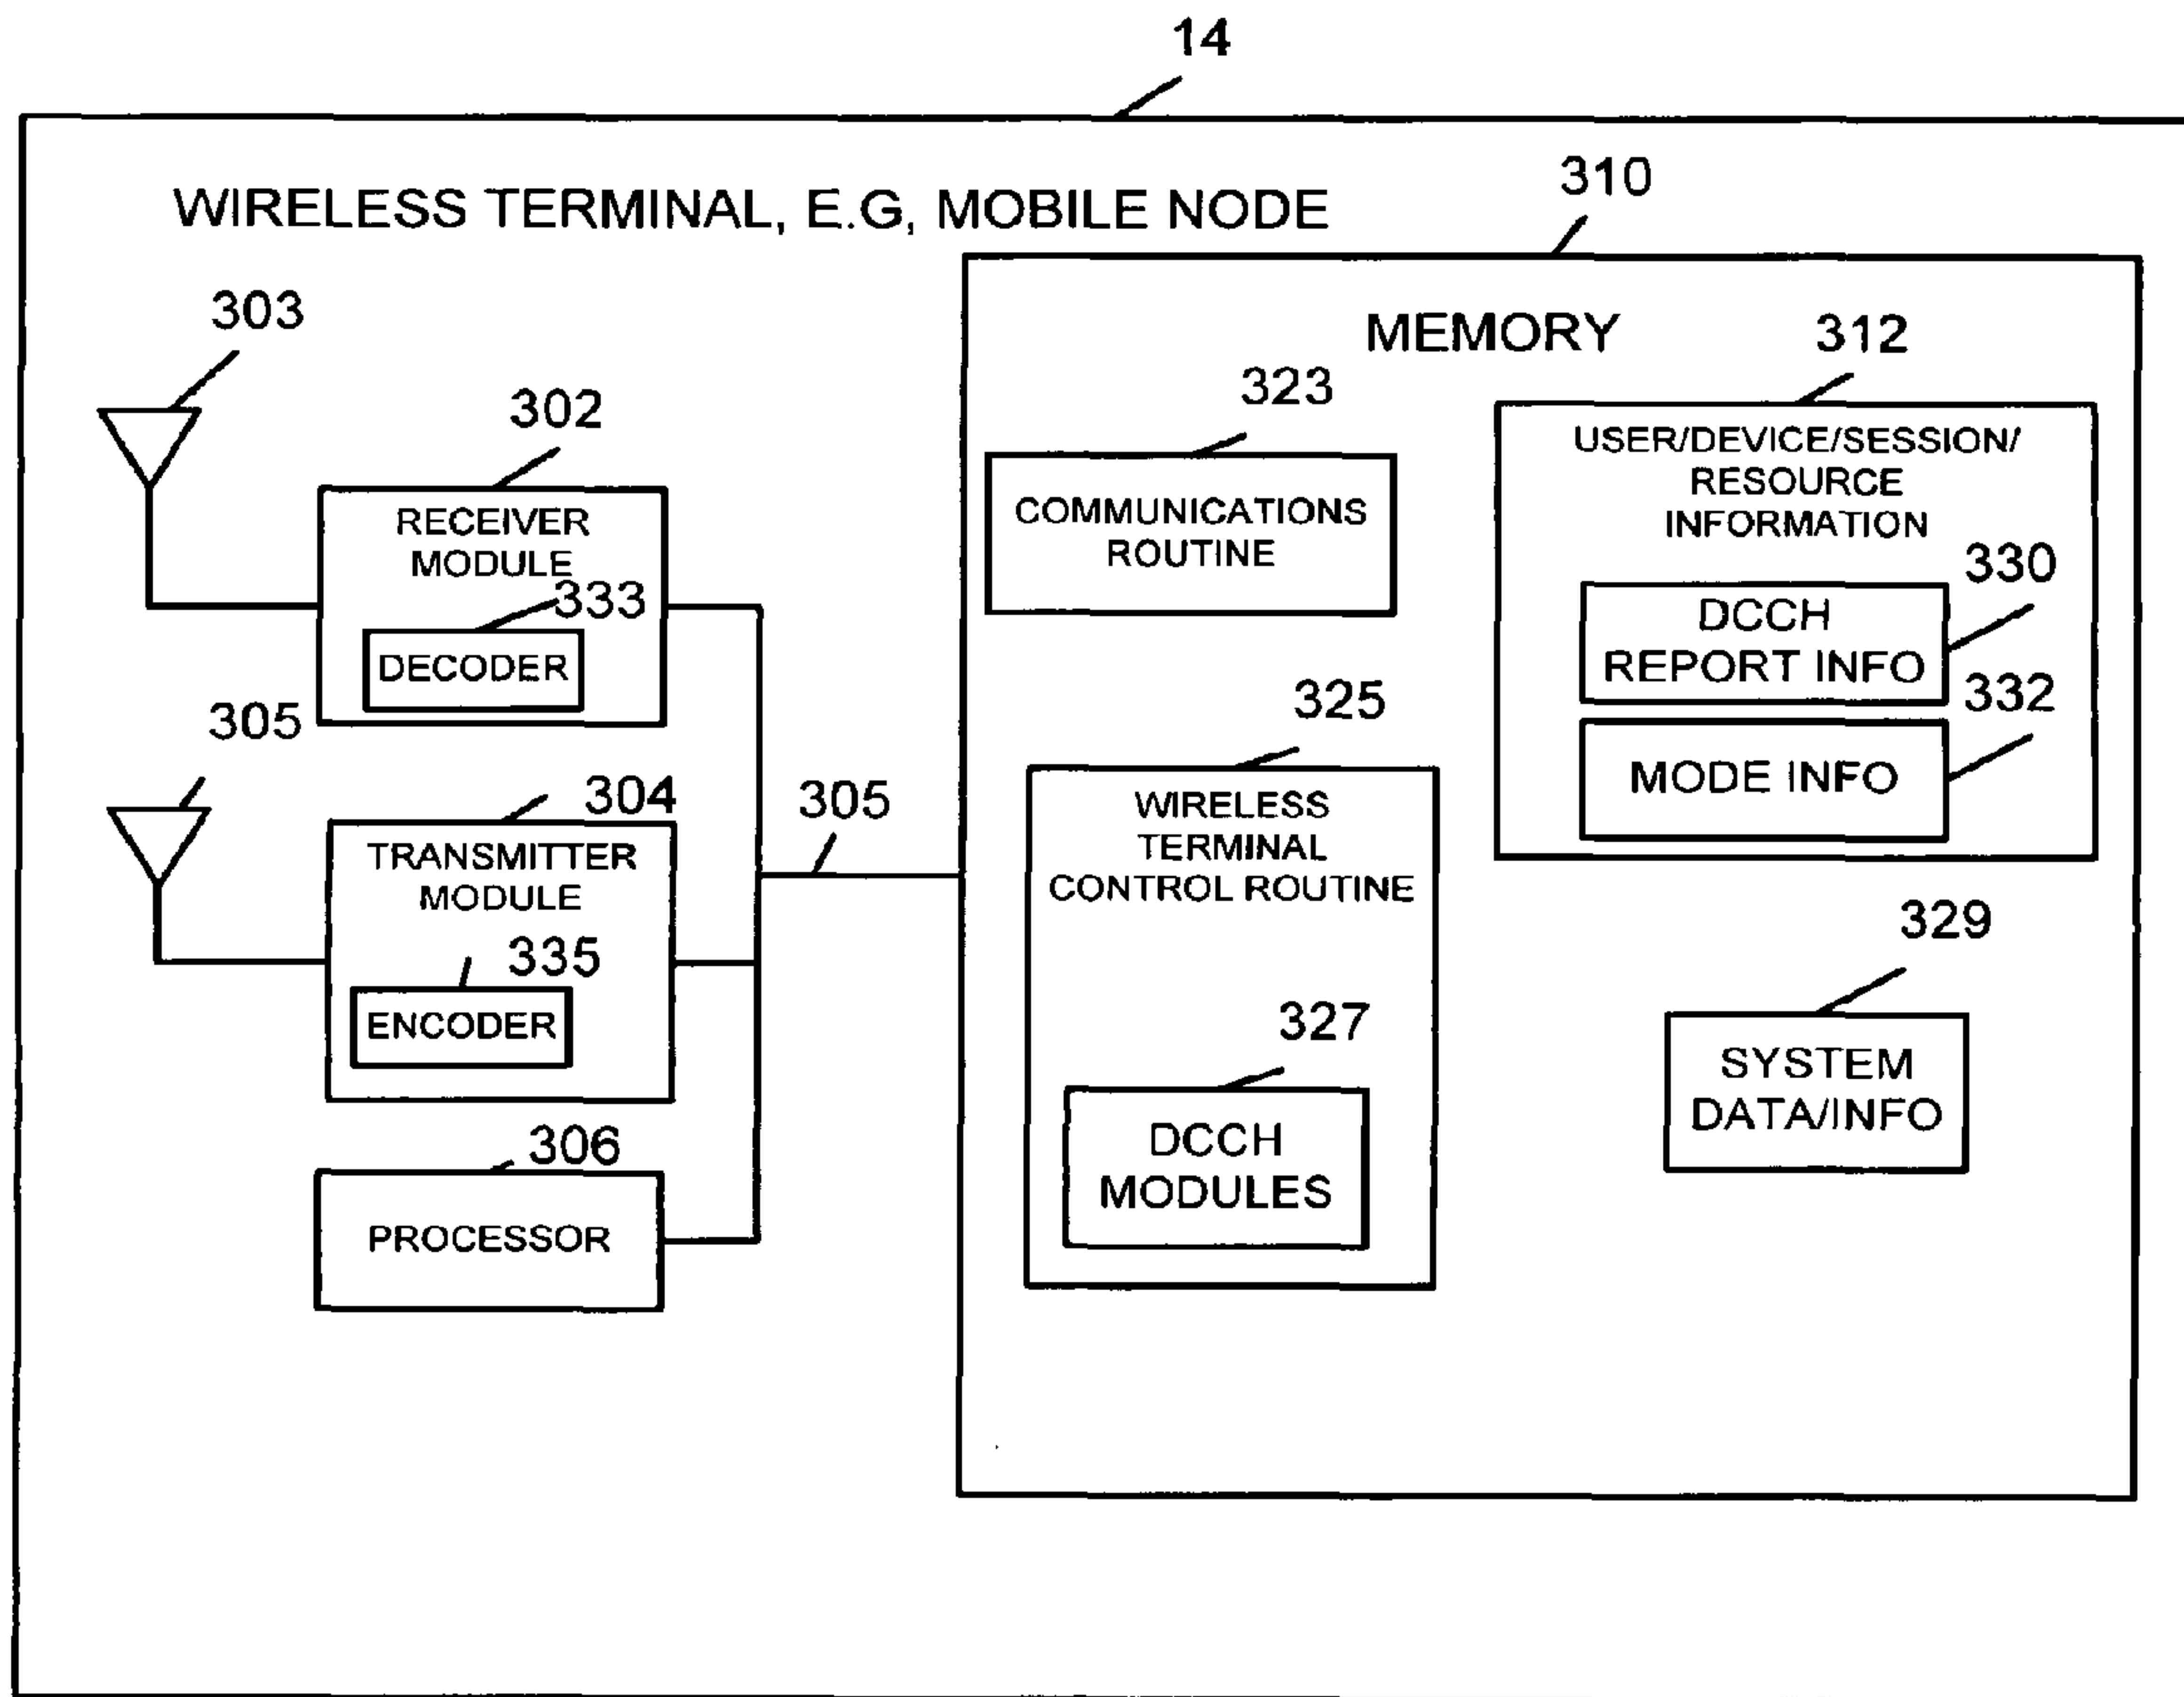 14
WIRELESS TERMINAL, E.G, MOBILE NODE
310
303
MEMORY
312
302
323
USER/DEVICE/SESSION/
RESOURCE
INFORMATION
RECEIVER
MODULE
COMMUNICATIONS
ROUTINE
330
333
DCCH
REPORT INFO
DECODER
332
325
305
MODE INFO
304
305
WIRELESS
TERMINAL
CONTROL ROUTINE
TRANSMITTER
MODULE
329
335
ENCODER
327
SYSTEM
DATA/INFO
306
DCCH
MODULES
PROCESSOR